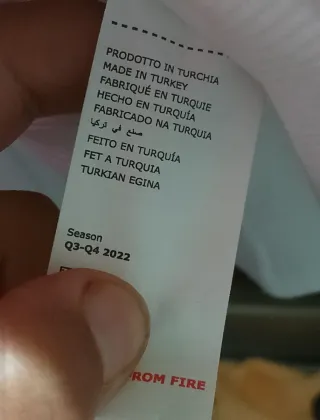 PRODOTTO IN TURCHIA
MADE IN TURKEY
FABRIQUÉ EN TURQUIE
HECHO EN TURQUÍA
FABRICADO NA TURQUIA
صنع في تركيا
FEITO EN TURQUÍA
FET A TURQUIA
TURKIAN EGINA
Season
Q3-Q4 2022
FROM FIRE